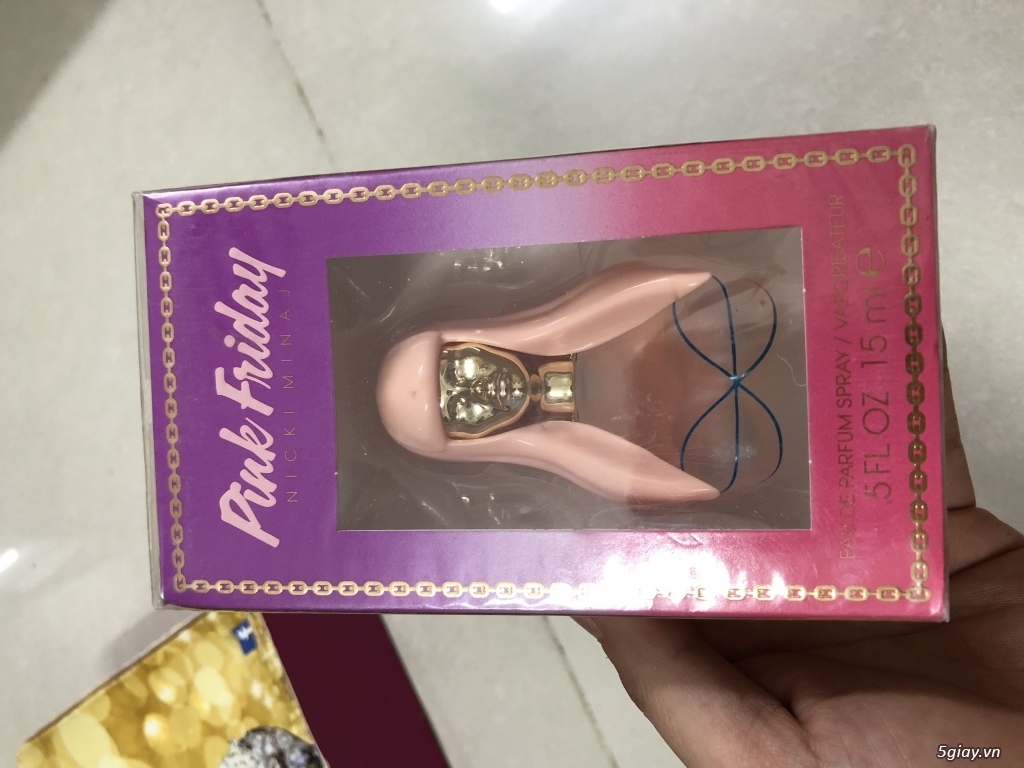 Pink Friday
NICKI MINAJ
EAU DE PARFUM SPRAY / VAPORISATEUR
.5 FL OZ 15 ml e
5giay.vn